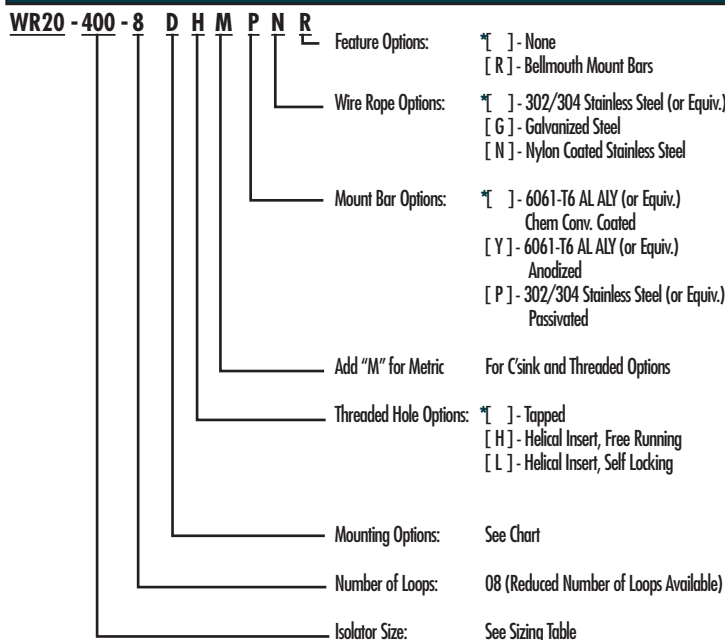 WR20 - 400 - 8 D H M P N R
Feature Options: *[ ] - None
[ R ] - Bellmouth Mount Bars
Wire Rope Options: *[ ] - 302/304 Stainless Steel (or Equiv.)
[ G ] - Galvanized Steel
[ N ] - Nylon Coated Stainless Steel
Mount Bar Options: *[ ] - 6061-T6 AL ALY (or Equiv.)
Chem Conv. Coated
[ Y ] - 6061-T6 AL ALY (or Equiv.)
Anodized
[ P ] - 302/304 Stainless Steel (or Equiv.)
Passivated
Add "M" for Metric For C'sink and Threaded Options
Threaded Hole Options: *[ ] - Tapped
[ H ] - Helical Insert, Free Running
[ L ] - Helical Insert, Self Locking
Mounting Options: See Chart
Number of Loops: 08 (Reduced Number of Loops Available)
Isolator Size: See Sizing Table